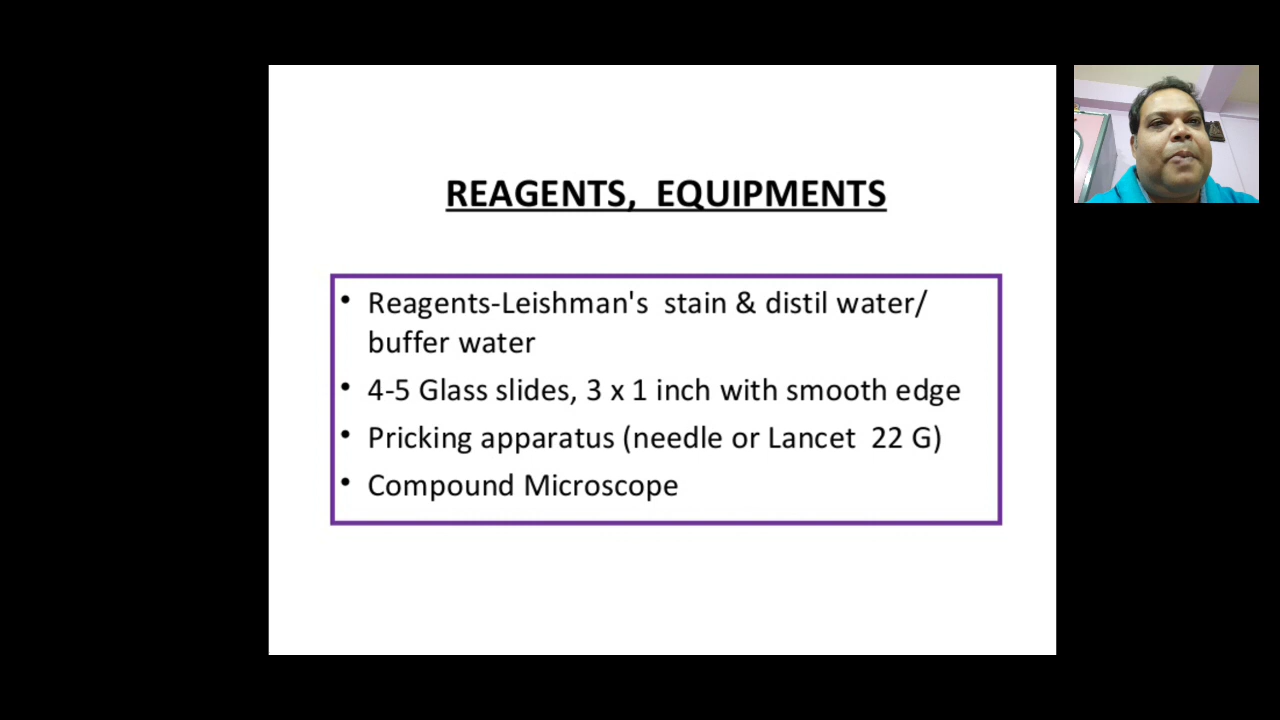 REAGENTS, EQUIPMENTS
• Reagents-Leishman's stain & distil water/
buffer water
• 4-5 Glass slides, 3 x 1 inch with smooth edge
• Pricking apparatus (needle or Lancet 22 G)
• Compound Microscope